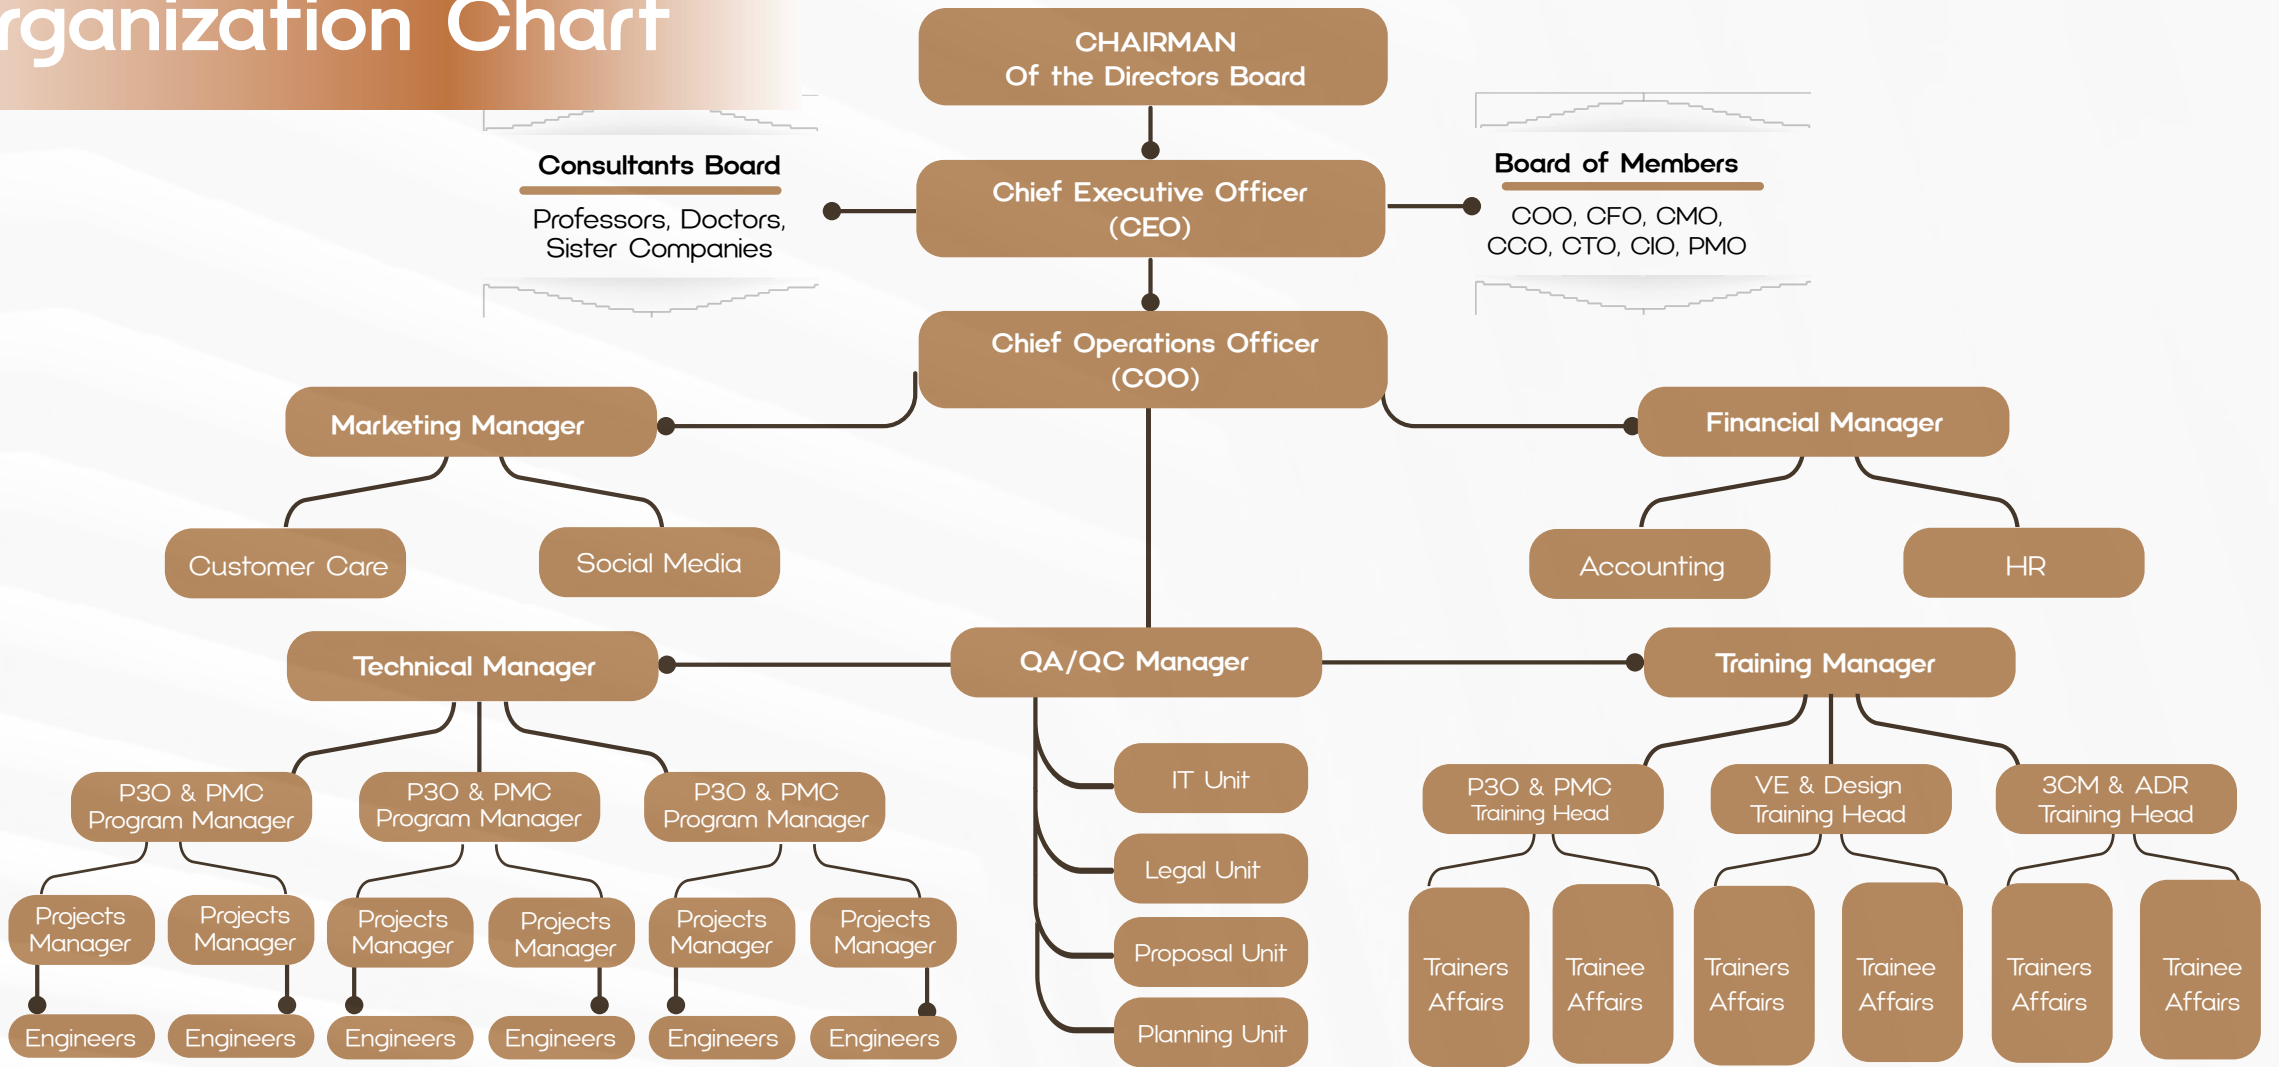 rganization Chart
CHAIRMAN
Of the Directors Board
Consultants Board
Professors, Doctors,
Sister Companies
Chief Executive Officer
(CEO)
Board of Members
COO, CFO, CMO,
CCO, CTO, CIO, PMO
Chief Operations Officer
(COO)
Marketing Manager
Financial Manager
Customer Care
Social Media
Accounting
HR
Technical Manager
QA/QC Manager
Training Manager
P3O & PMC
Program Manager
P3O & PMC
Program Manager
P3O & PMC
Program Manager
Projects
Manager
Projects
Manager
Projects
Manager
Projects
Manager
Projects
Manager
Projects
Manager
Engineers
Engineers
Engineers
Engineers
Engineers
Engineers
IT Unit
Legal Unit
Proposal Unit
Planning Unit
P3O & PMC
Training Head
VE & Design
Training Head
3CM & ADR
Training Head
Trainers
Affairs
Trainee
Affairs
Trainers
Affairs
Trainee
Affairs
Trainers
Affairs
Trainee
Affairs